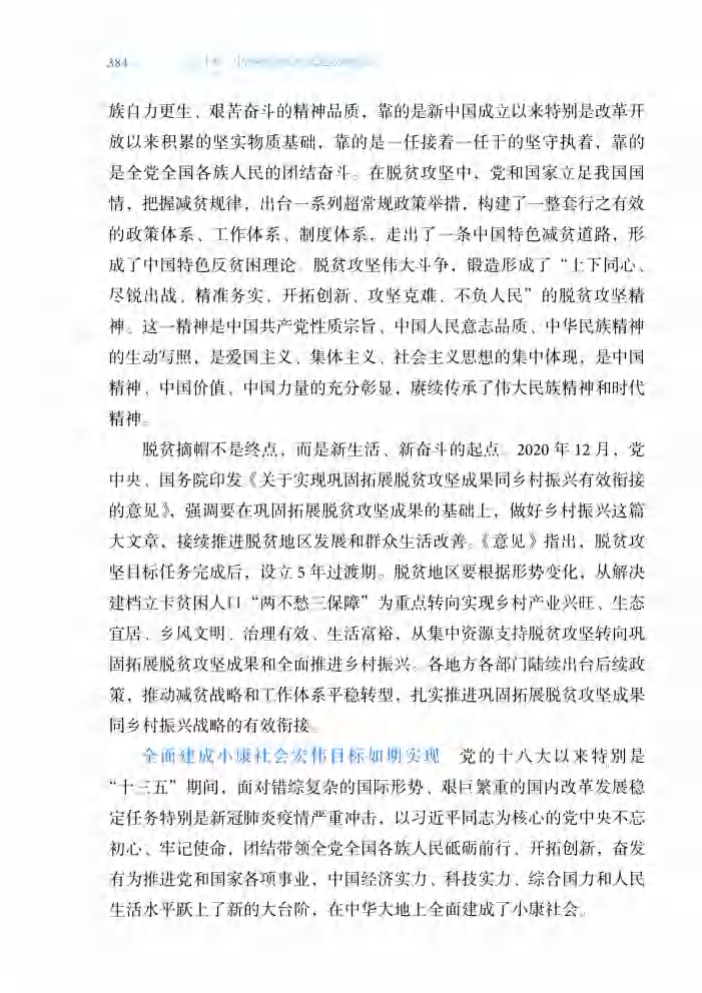 384
族自力更生、艰苦奋斗的精神品质，靠的是新中国成立以来特别是改革开
放以来积累的坚实物质基础，靠的是一任接着一任干的坚守执着，靠的
是全党全国各族人民的团结奋斗。在脱贫攻坚中，党和国家立足我国国
情，把握减贫规律，出台一系列超常规政策举措，构建了一整套行之有效
的政策体系、工作体系、制度体系，走出了一条中国特色减贫道路，形
成了中国特色反贫困理论。脱贫攻坚伟大斗争，锻造形成了“上下同心、
尽锐出战、精准务实、开拓创新、攻坚克难、不负人民”的脱贫攻坚精
神。这一精神是中国共产党性质宗旨、中国人民意志品质、中华民族精神
的生动写照，是爱国主义、集体主义、社会主义思想的集中体现，是中国
精神、中国价值、中国力量的充分彰显，赓续传承了伟大民族精神和时代
精神。
脱贫摘帽不是终点，而是新生活、新奋斗的起点。2020 年 12 月，党
中央、国务院印发《关于实现巩固拓展脱贫攻坚成果同乡村振兴有效衔接
的意见》，强调要在巩固拓展脱贫攻坚成果的基础上，做好乡村振兴这篇
大文章，接续推进脱贫地区发展和群众生活改善。《意见》指出，脱贫攻
坚目标任务完成后，设立 5 年过渡期。脱贫地区要根据形势变化，从解决
建档立卡贫困人口“两不愁三保障”为重点转向实现乡村产业兴旺、生态
宜居、乡风文明、治理有效、生活富裕，从集中资源支持脱贫攻坚转向巩
固拓展脱贫攻坚成果和全面推进乡村振兴。各地方各部门陆续出台后续政
策，推动减贫战略和工作体系平稳转型，扎实推进巩固拓展脱贫攻坚成果
同乡村振兴战略的有效衔接。
全面建成小康社会宏伟目标如期实现　党的十八大以来特别是
“十三五”期间，面对错综复杂的国际形势、艰巨繁重的国内改革发展稳
定任务特别是新冠肺炎疫情严重冲击，以习近平同志为核心的党中央不忘
初心、牢记使命，团结带领全党全国各族人民砥砺前行、开拓创新，奋发
有为推进党和国家各项事业，中国经济实力、科技实力、综合国力和人民
生活水平跃上了新的大台阶，在中华大地上全面建成了小康社会。